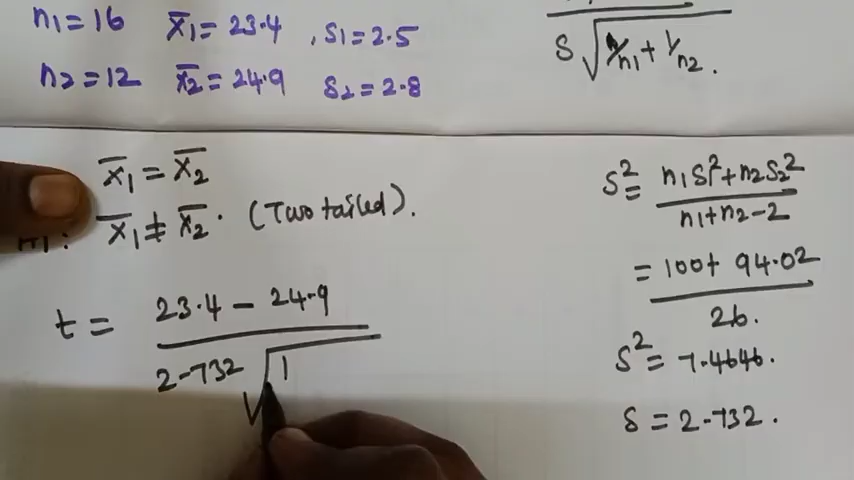 n1 = 16 x̄1 = 23.4 , S1 = 2.5
n2 = 12 x̄2 = 24.9 S2 = 2.8
S √1/n1 + 1/n2 .
x̄1 = x̄2
H1: x̄1 ≠ x̄2 . (Two tailed).
t = 23.4 - 24.9
2-732 √1
S² = n1S1² + n2S2²
n1+n2-2
= 100 + 94.02
26.
S² = 7.4646.
S = 2-732 .